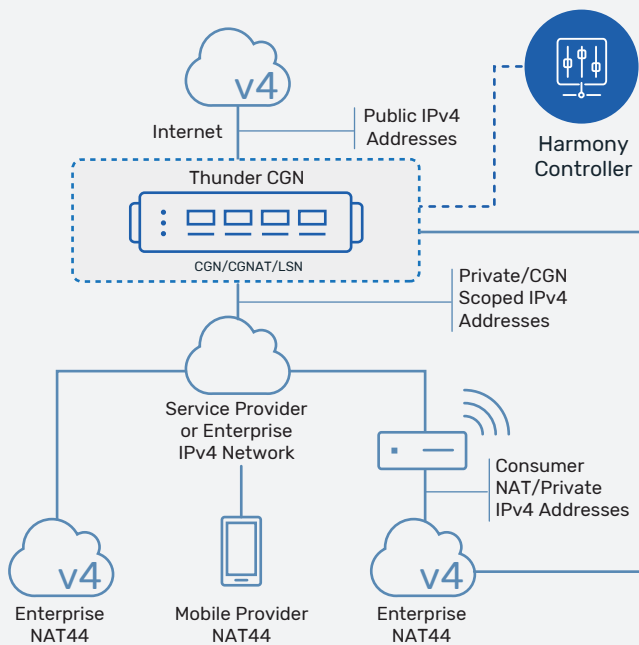 v4
Internet
Public IPv4
Addresses
Harmony
Controller
Thunder CGN
CGN/CGNAT/LSN
Private/CGN
Scoped IPv4
Addresses
Service Provider
or Enterprise
IPv4 Network
Consumer
NAT/Private
IPv4 Addresses
v4
Enterprise
NAT44
Mobile Provider
NAT44
v4
Enterprise
NAT44